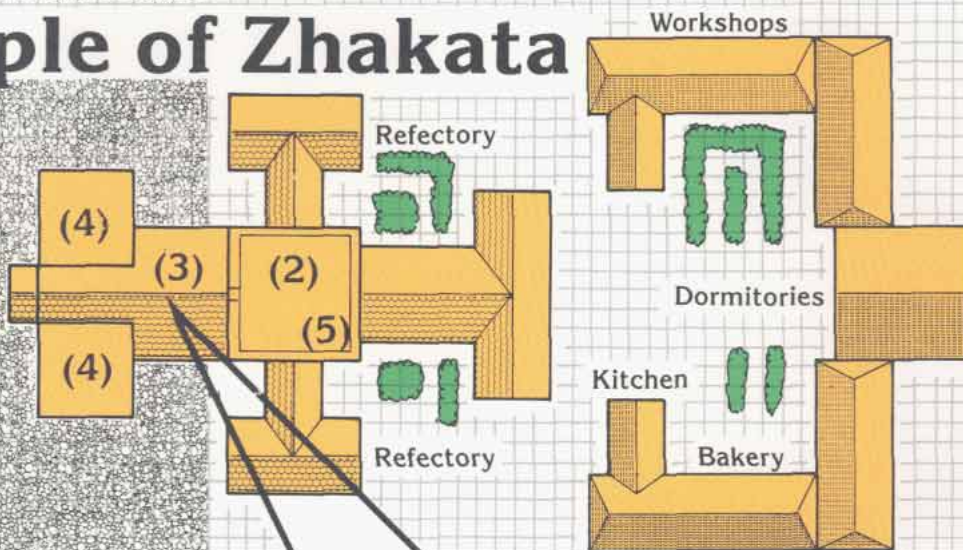 Workshops
ple of Zhakata
Refectory
(4)
(3)
(2)
Dormitories
(5)
(4)
Kitchen
Refectory
Bakery